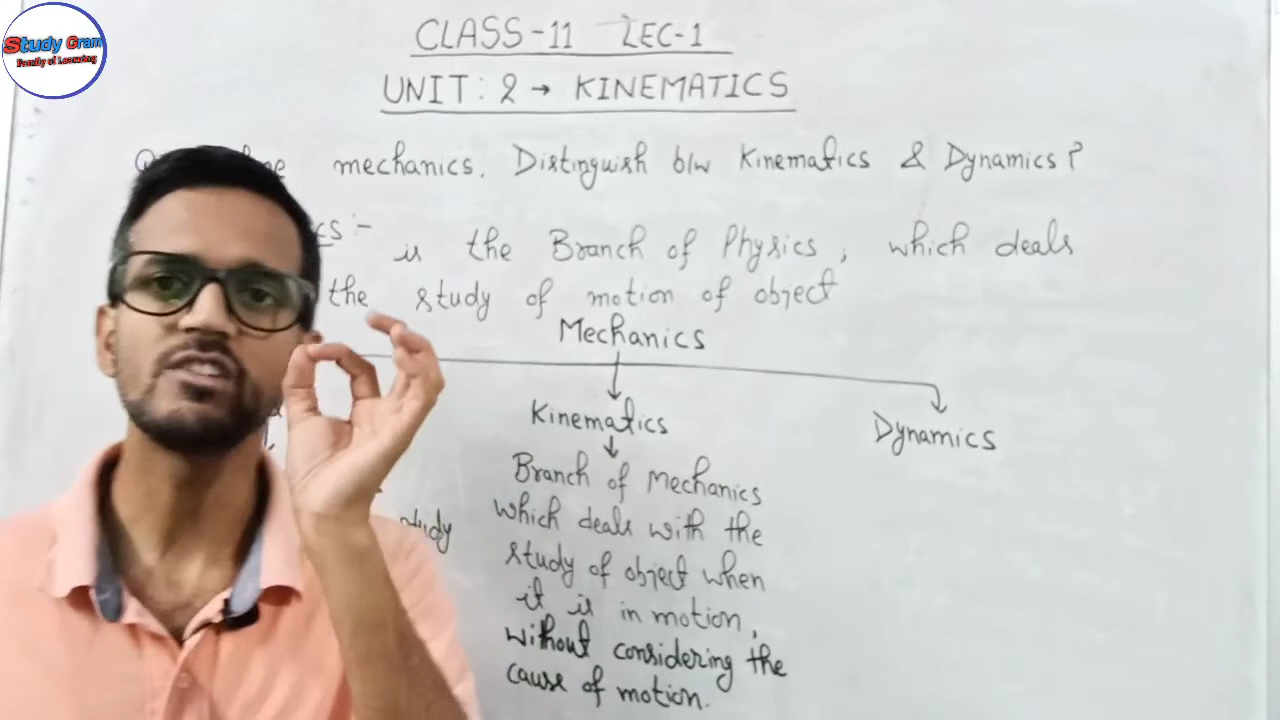 Study Gram
Family of Learning
CLASS-11 LEC-1
UNIT: 2 → KINEMATICS
mechanics. Distinguish b/w Kinematics & Dynamics?
is the Branch of Physics, which deals
the study of motion of object
Mechanics
Kinematics
Dynamics
Branch of Mechanics
which deals with the
study
study of object when
it is in motion,
without considering the
cause of motion.